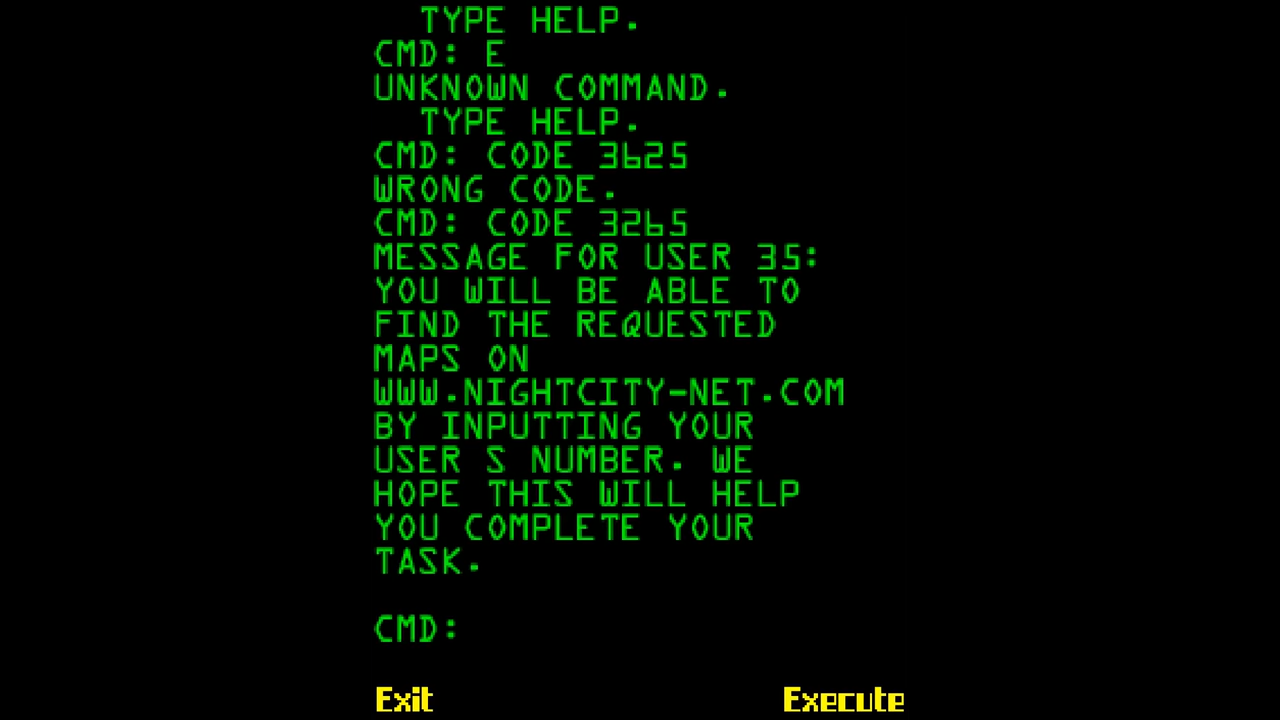 TYPE HELP.
CMD: E
UNKNOWN COMMAND.
TYPE HELP.
CMD: CODE 3625
WRONG CODE.
CMD: CODE 3265
MESSAGE FOR USER 35:
YOU WILL BE ABLE TO
FIND THE REQUESTED
MAPS ON
WWW.NIGHTCITY-NET.COM
BY INPUTTING YOUR
USER S NUMBER. WE
HOPE THIS WILL HELP
YOU COMPLETE YOUR
TASK.
CMD:
Exit Execute